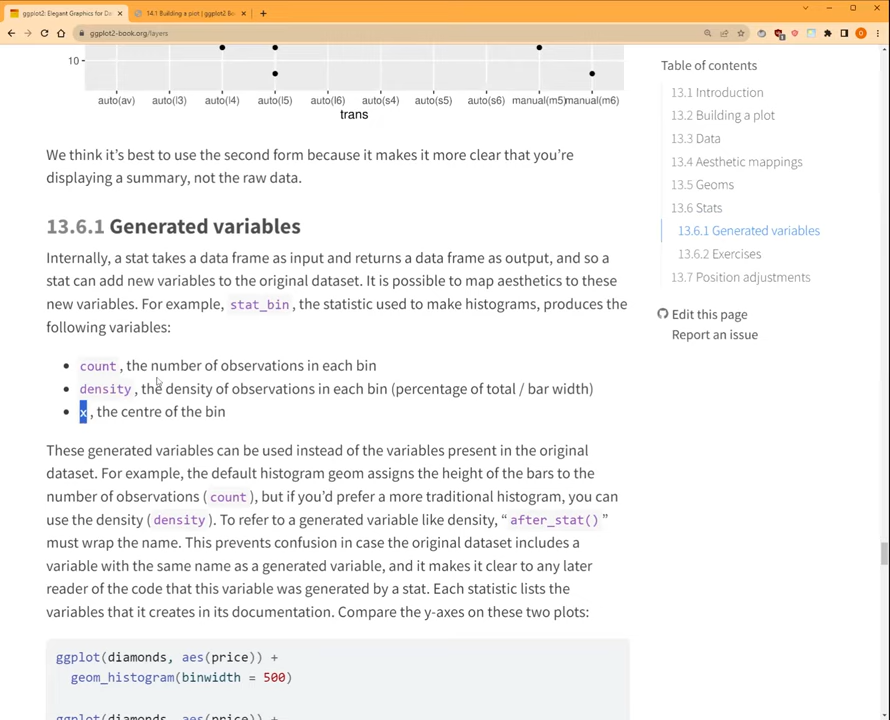 ggplot2: Elegant Graphics for Da
14.1 Building a plot | ggplot2 Bo
ggplot2-book.org/layers
10
auto(av) auto(l3) auto(l4) auto(l5) auto(l6) auto(s4) auto(s5) auto(s6) manual(m5) manual(m6)
trans
We think it’s best to use the second form because it makes it more clear that you’re
displaying a summary, not the raw data.
13.6.1 Generated variables
Internally, a stat takes a data frame as input and returns a data frame as output, and so a
stat can add new variables to the original dataset. It is possible to map aesthetics to these
new variables. For example, stat_bin, the statistic used to make histograms, produces the
following variables:
count, the number of observations in each bin
density, the density of observations in each bin (percentage of total / bar width)
x, the centre of the bin
These generated variables can be used instead of the variables present in the original
dataset. For example, the default histogram geom assigns the height of the bars to the
number of observations (count), but if you’d prefer a more traditional histogram, you can
use the density (density). To refer to a generated variable like density, “after_stat()”
must wrap the name. This prevents confusion in case the original dataset includes a
variable with the same name as a generated variable, and it makes it clear to any later
reader of the code that this variable was generated by a stat. Each statistic lists the
variables that it creates in its documentation. Compare the y-axes on these two plots:
ggplot(diamonds, aes(price)) +
geom_histogram(binwidth = 500)
ggplot(diamonds, aes(price)) +
Table of contents
13.1 Introduction
13.2 Building a plot
13.3 Data
13.4 Aesthetic mappings
13.5 Geoms
13.6 Stats
13.6.1 Generated variables
13.6.2 Exercises
13.7 Position adjustments
Edit this page
Report an issue